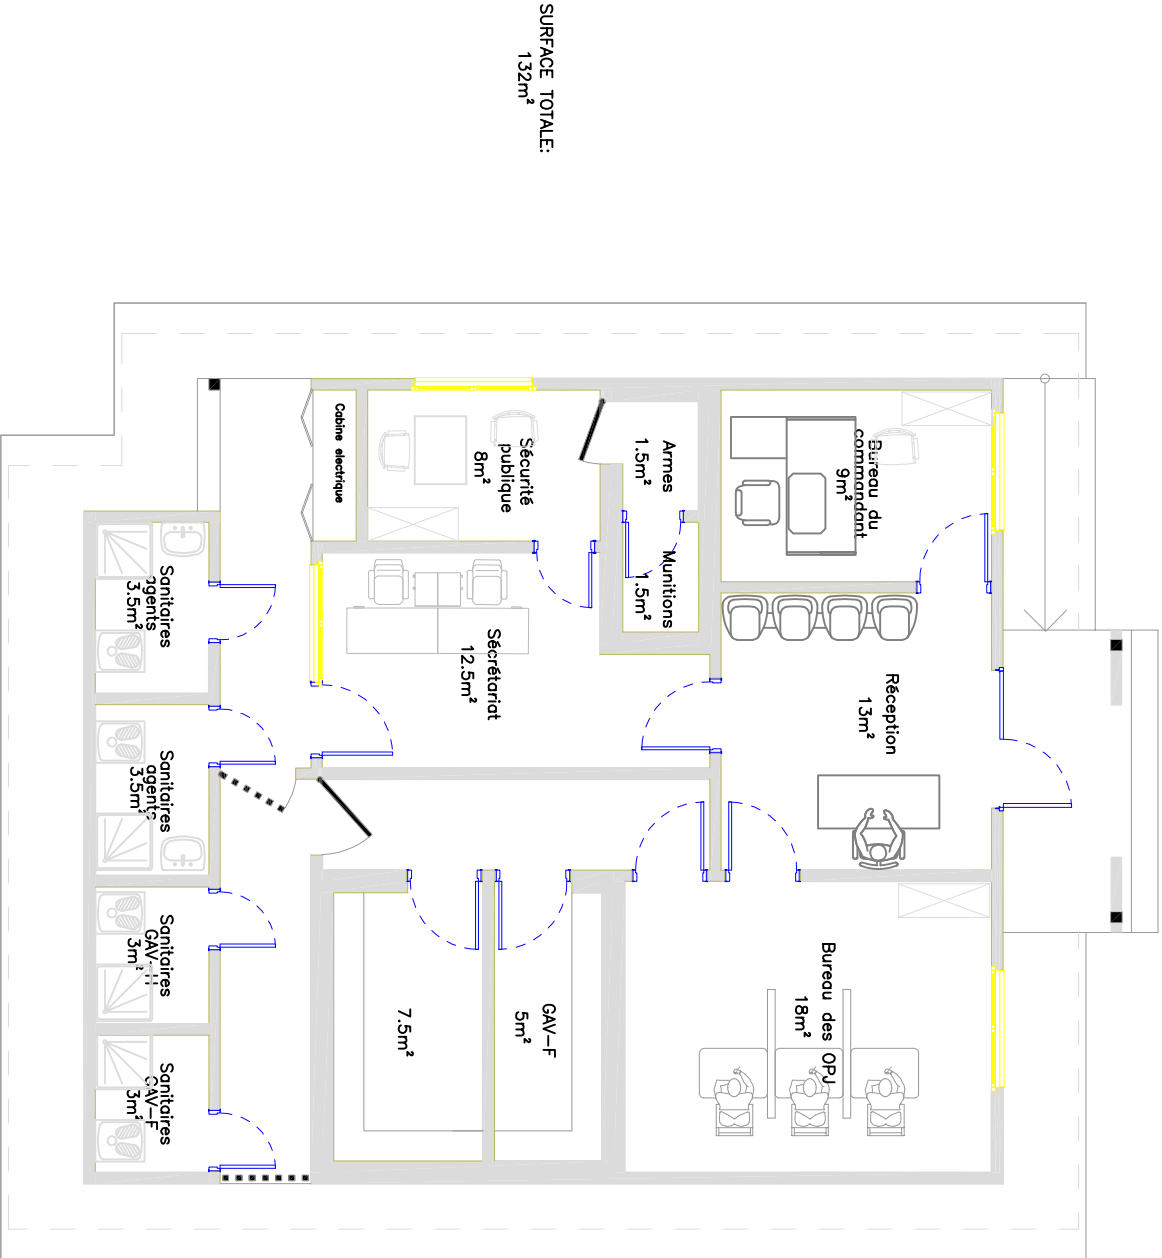 SURFACE TOTALE:
132m²
Bureau du
commandant
9m²
Armes
1.5m²
Munitions
1.5m²
Sécurité
publique
8m²
Cabine electrique
Réception
13m²
Sécrétariat
12.5m²
Sanitaires
agents
3.5m²
Sanitaires
agents
3.5m²
Bureau des OPJ
18m²
GAV-F
5m²
7.5m²
Sanitaires
GAV-H
3m²
Sanitaires
GAV-F
3m²